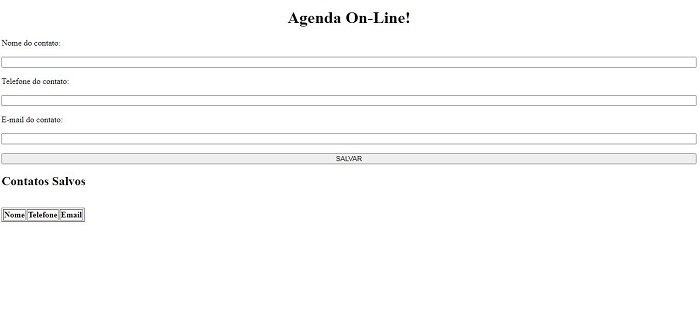 Agenda On-Line!
Nome do contato:
Telefone do contato:
E-mail do contato:
SALVAR
Contatos Salvos
Nome Telefone Email